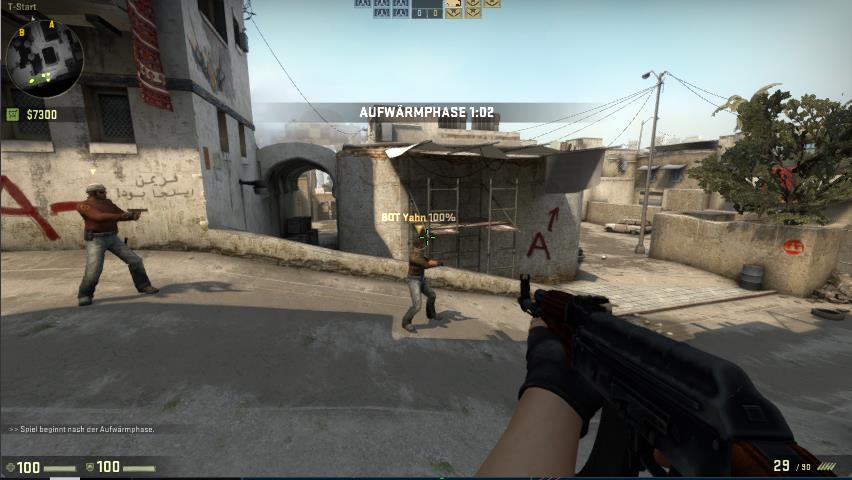 T-Start
0 0
B
A
$7300
AUFWÄRMPHASE 1:02
BOT Yahn 100%
A
A
>> Spiel beginnt nach der Aufwärmphase.
100
100
29 / 90